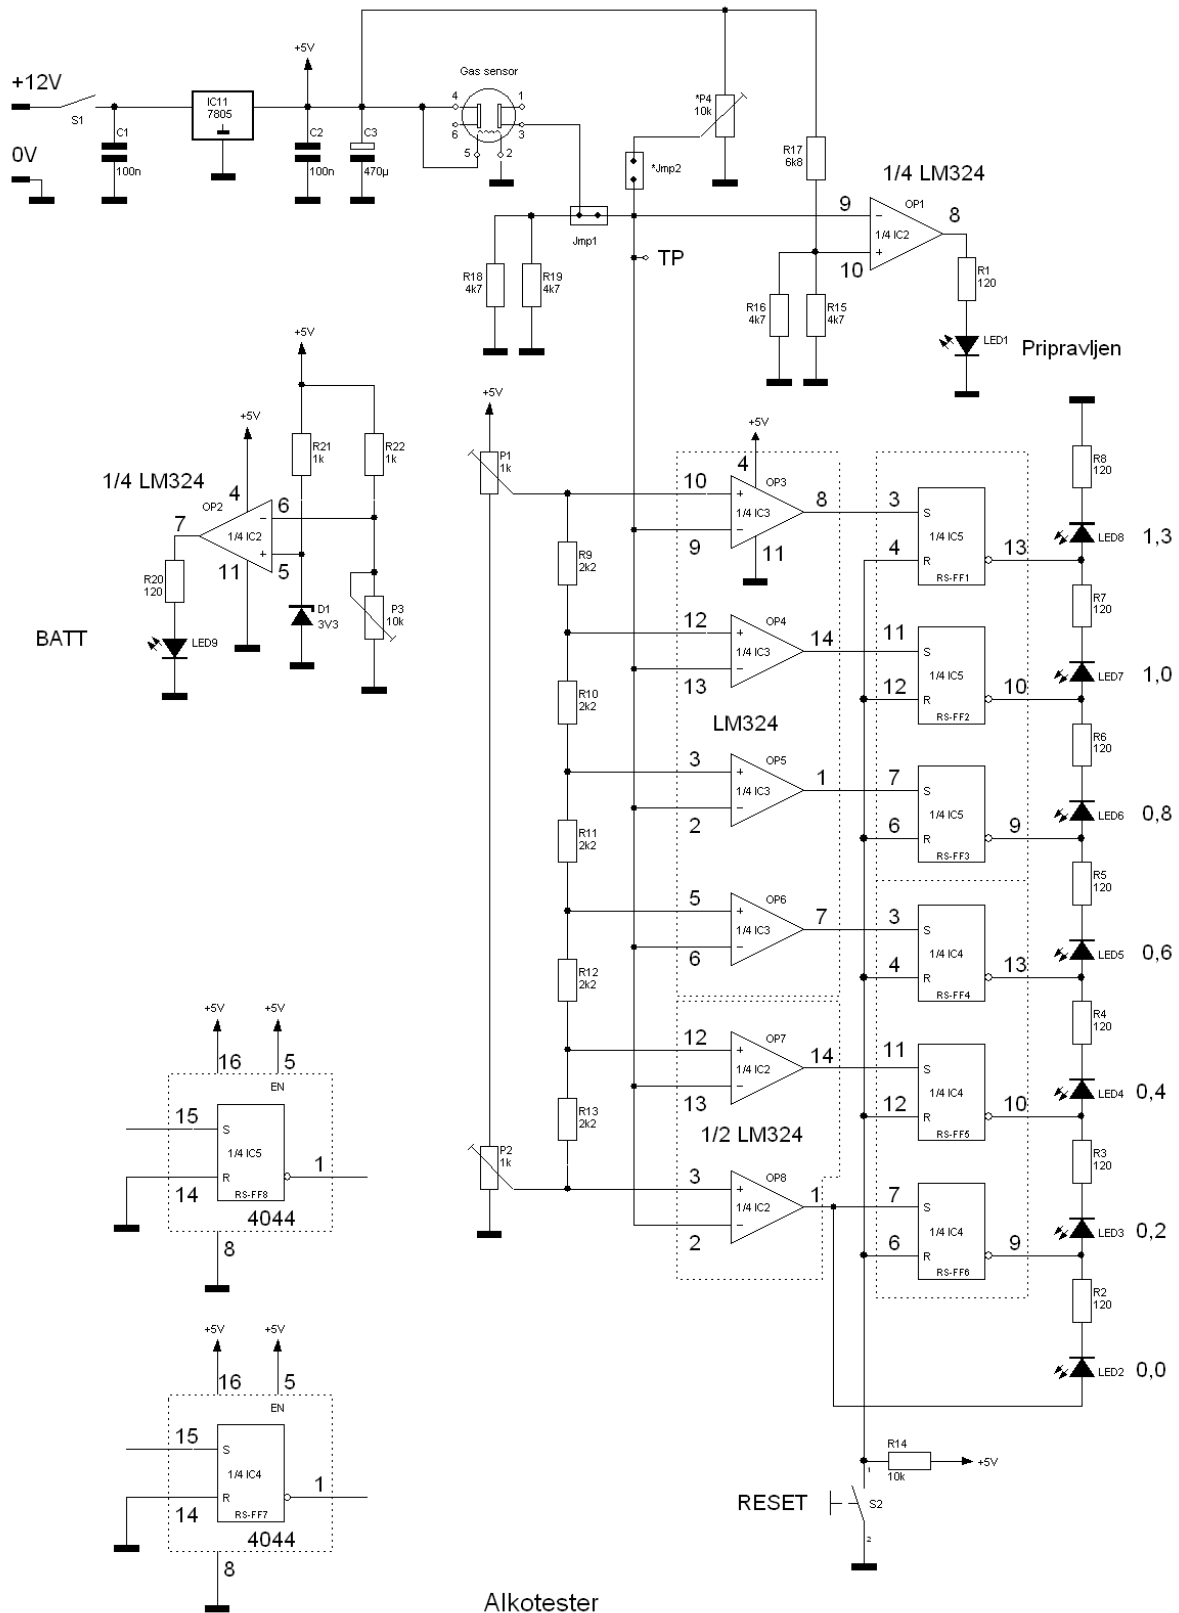 +5V
Gas sensor
+12V
S1
IC11
7805
C1
100n
C2
100n
C3
470µ
4
6
5
1
3
2
*P4
10k
*Jmp2
R17
6k8
1/4 LM324
0V
9
OP1
8
1/4 IC2
−
+
10
Jmp1
TP
R18
4k7
R19
4k7
R16
4k7
R15
4k7
R1
120
LED1
Pripravljen
+5V
+5V
R21
1k
R22
1k
1/4 LM324
OP2
4
7
6
1/4 IC2
−
+
11
5
R20
120
D1
3V3
P3
10k
BATT
LED9
+5V
P1
1k
+5V
4
OP3
10
+
8
1/4 IC3
−
9
11
3
S
1/4 IC5
4
R
13
RS-FF1
R8
120
LED8
1,3
R9
2k2
12
OP4
+
14
1/4 IC3
−
13
11
S
1/4 IC5
12
R
10
RS-FF2
R7
120
LED7
1,0
R10
2k2
LM324
3
OP5
+
1
1/4 IC3
−
2
7
S
1/4 IC5
6
R
9
RS-FF3
R6
120
LED6
0,8
R11
2k2
5
OP6
+
7
1/4 IC3
−
6
3
S
1/4 IC4
4
R
13
RS-FF4
R5
120
LED5
0,6
R12
2k2
12
OP7
+
14
1/4 IC2
−
13
11
S
1/4 IC4
12
R
10
RS-FF5
R4
120
LED4
0,4
R13
2k2
1/2 LM324
P2
1k
3
OP8
+
1
1/4 IC2
−
2
7
S
1/4 IC4
6
R
9
RS-FF6
R3
120
LED3
0,2
R2
120
LED2
0,0
+5V
+5V
16
5
EN
15
S
1/4 IC5
R
1
RS-FF8
14
4044
8
+5V
+5V
16
5
EN
15
S
1/4 IC4
R
1
RS-FF7
14
4044
8
R14
10k
+5V
1
RESET
S2
2
Alkotester